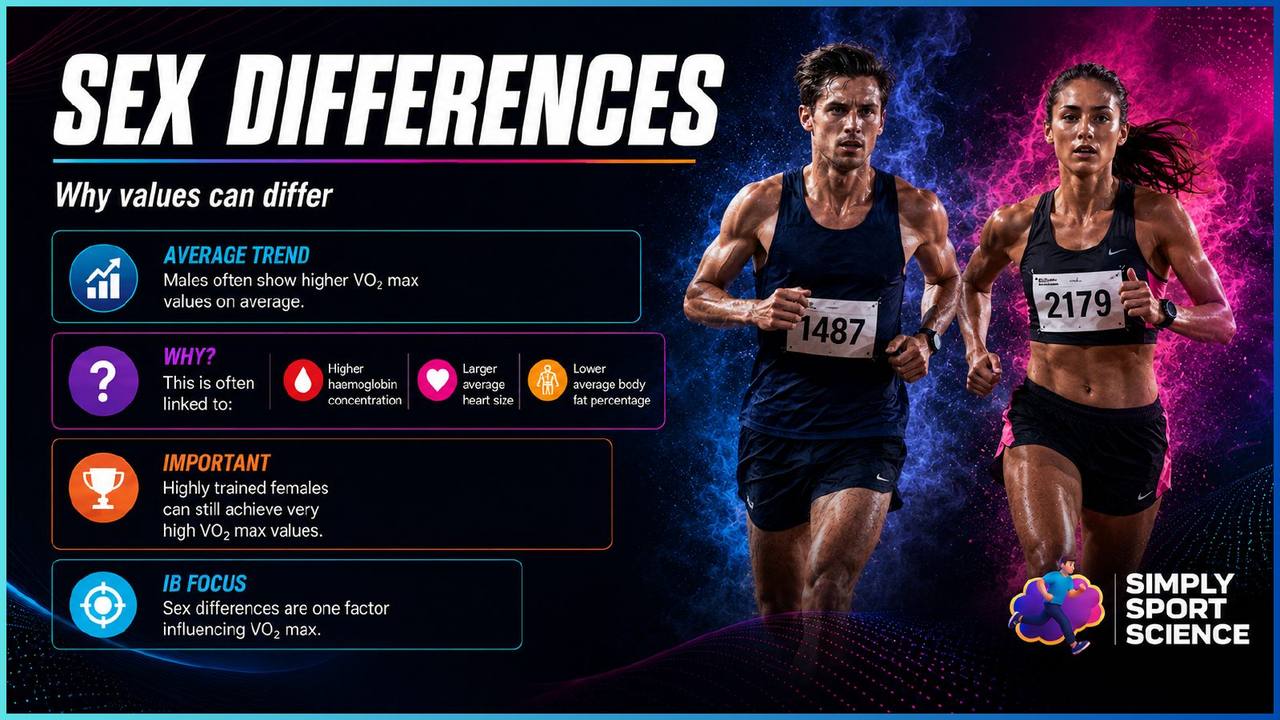 SEX DIFFERENCES
Why values can differ
AVERAGE TREND
Males often show higher VO₂ max
values on average.
WHY?
This is often
linked to:
Higher
haemoglobin
concentration
Larger
average
heart size
Lower
average body
fat percentage
IMPORTANT
Highly trained females
can still achieve very
high VO₂ max values.
IB FOCUS
Sex differences are one factor
influencing VO₂ max.
1487
2179
SIMPLY
SPORT
SCIENCE